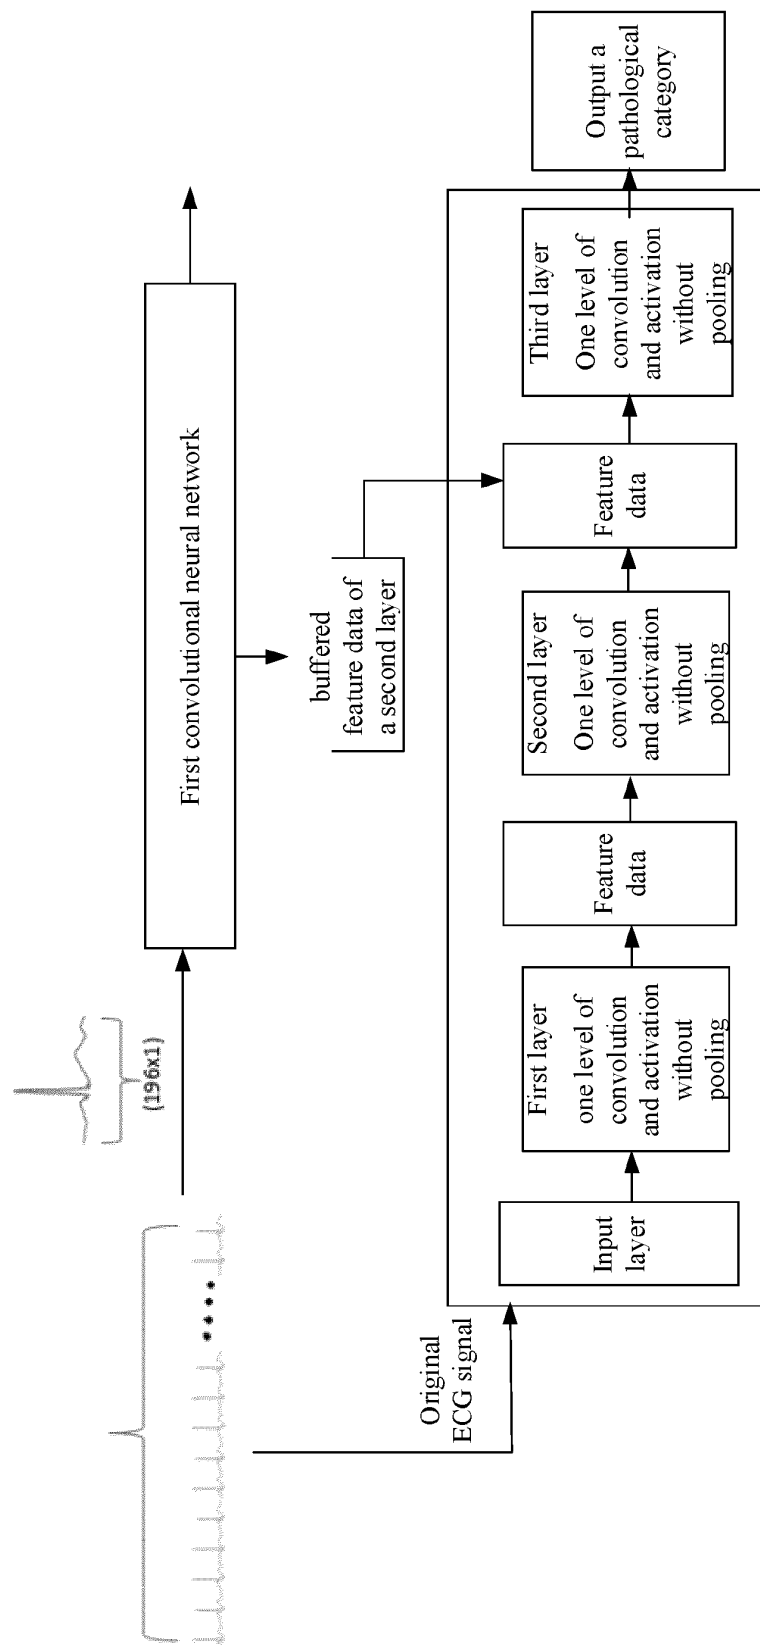 (196x1)
First convolutional neural network
buffered
feature data of
a second layer
Original
ECG signal
Input
layer
First layer
one level of
convolution
and activation
without
pooling
Feature
data
Second layer
One level of
convolution
and activation
without
pooling
Feature
data
Third layer
One level of
convolution
and activation
without
pooling
Output a
pathological
category